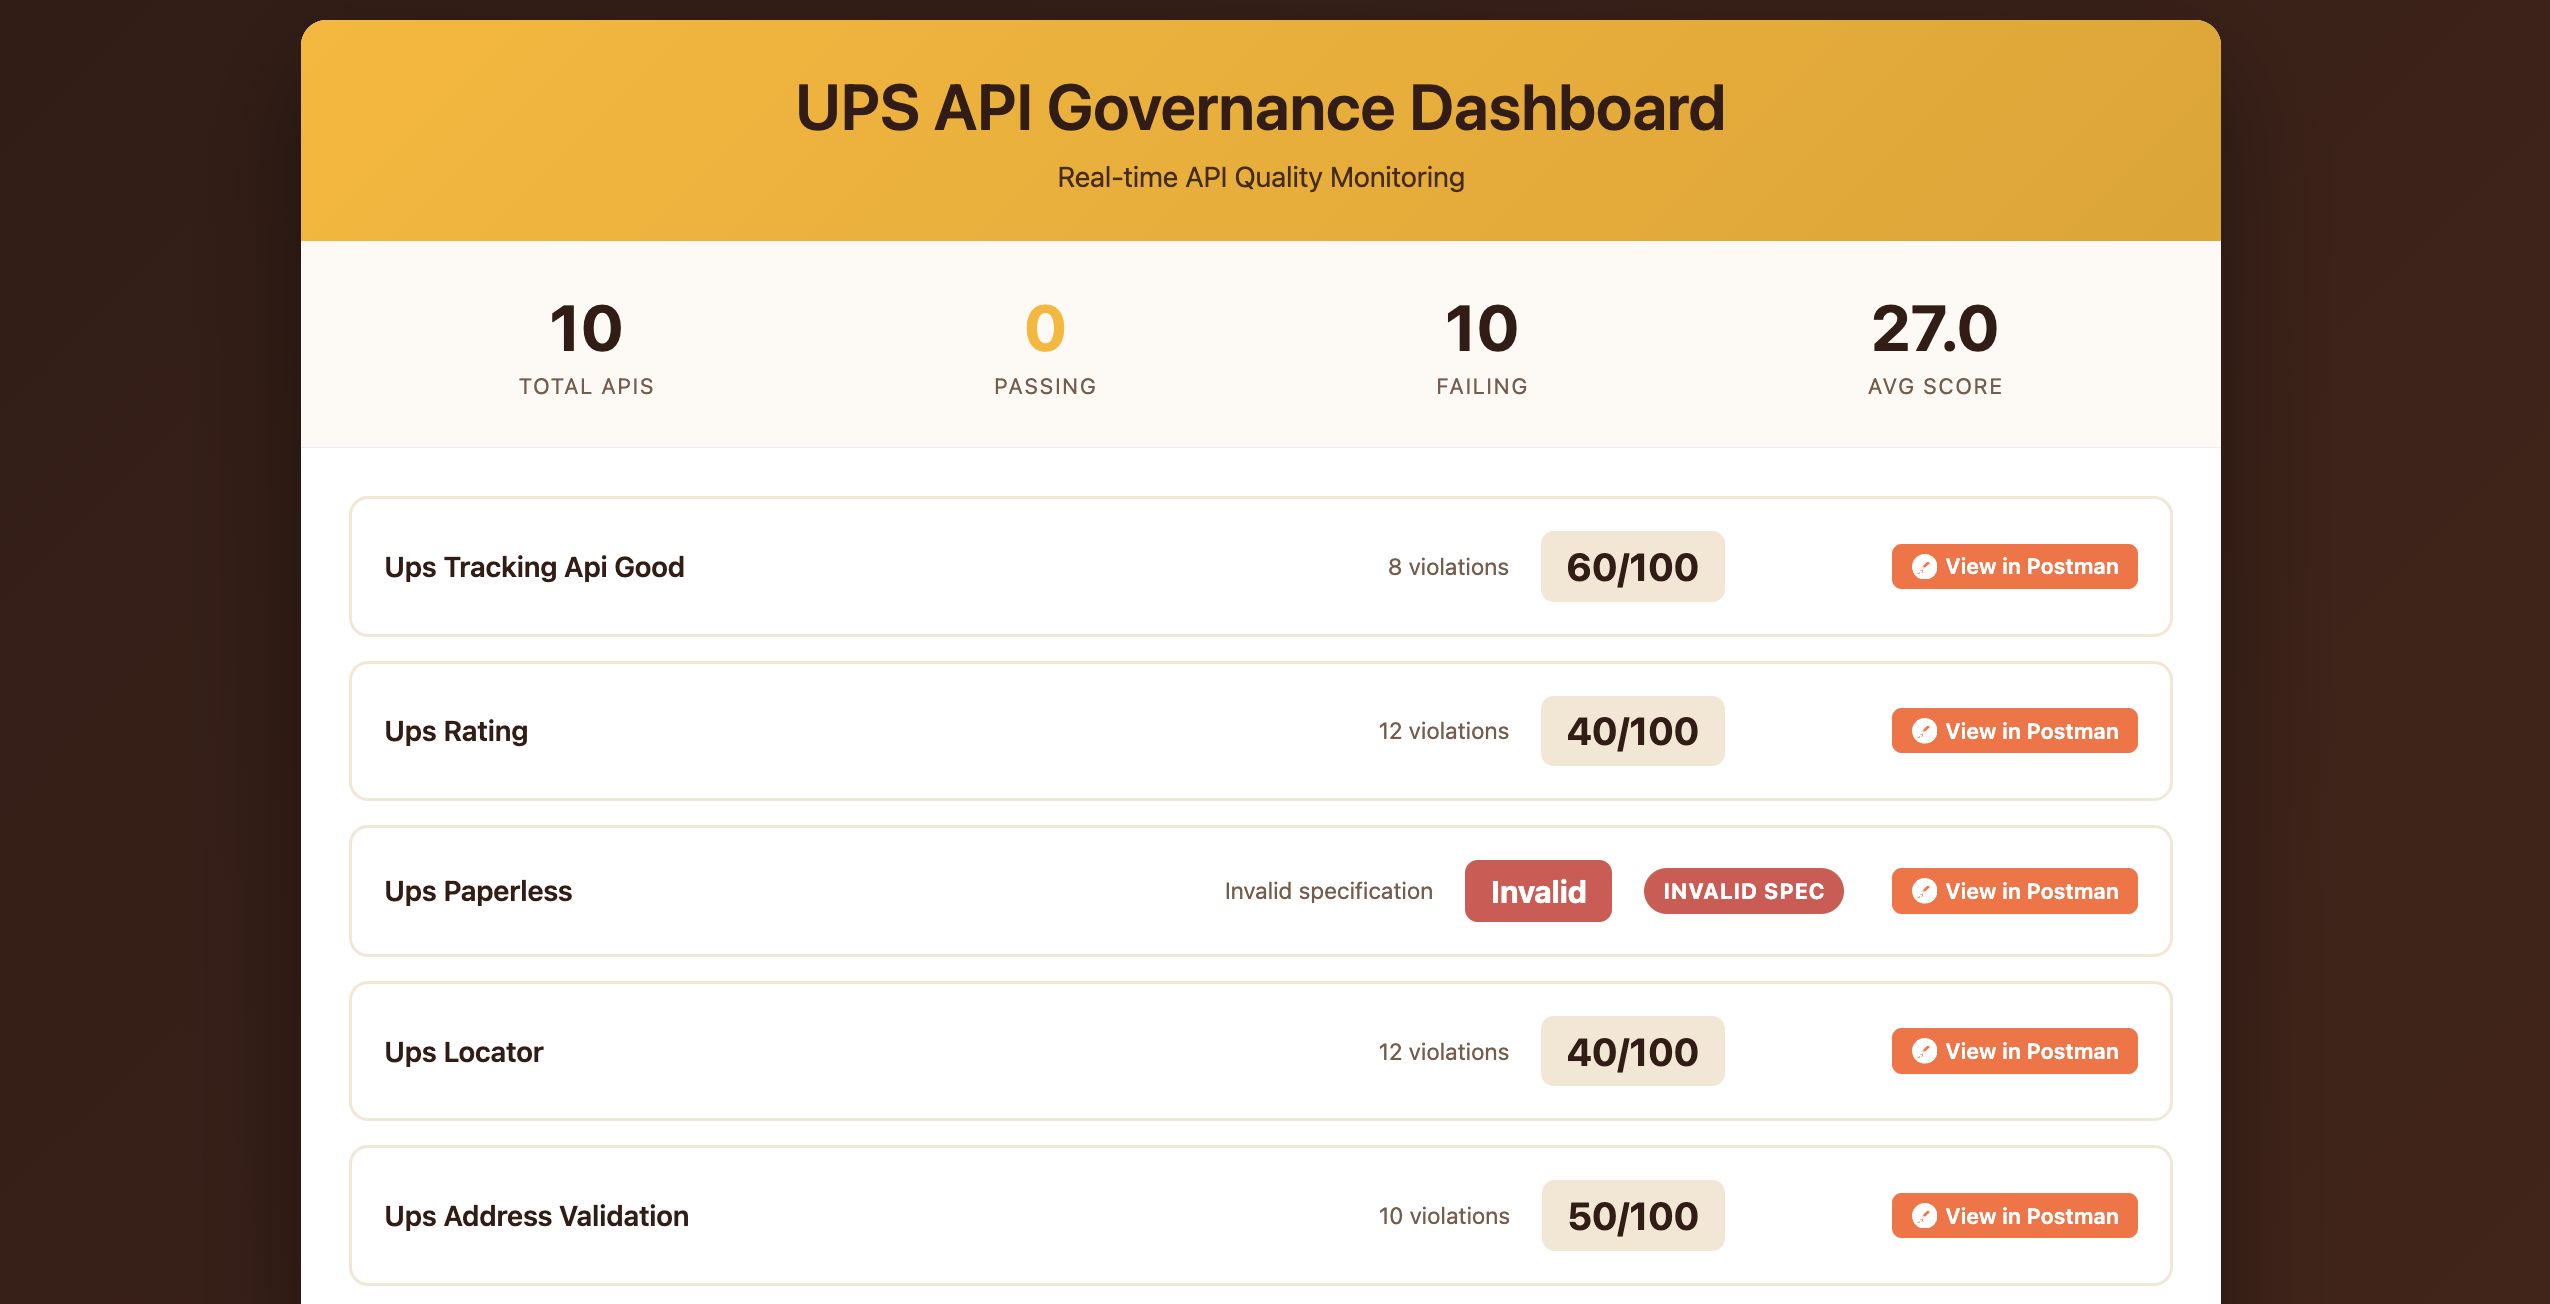 UPS API Governance Dashboard
Real-time API Quality Monitoring
10
TOTAL APIS
0
PASSING
10
FAILING
27.0
AVG SCORE
Ups Tracking Api Good
8 violations
60/100
View in Postman
Ups Rating
12 violations
40/100
View in Postman
Ups Paperless
Invalid specification
Invalid
INVALID SPEC
View in Postman
Ups Locator
12 violations
40/100
View in Postman
Ups Address Validation
10 violations
50/100
View in Postman